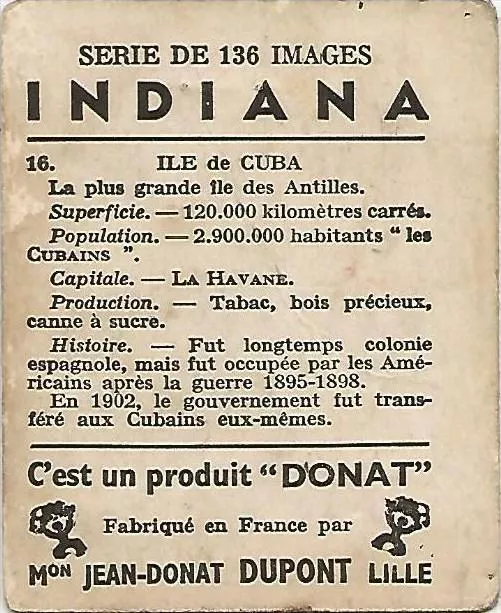 SERIE DE 136 IMAGES
INDIANA
16. ILE de CUBA
La plus grande île des Antilles.
Superficie. — 120.000 kilomètres carrés.
Population. — 2.900.000 habitants “ les
CUBAINS ”.
Capitale. — LA HAVANE.
Production. — Tabac, bois précieux,
canne à sucre.
Histoire. — Fut longtemps colonie
espagnole, mais fut occupée par les Amé-
ricains après la guerre 1895-1898.
En 1902, le gouvernement fut trans-
féré aux Cubains eux-mêmes.
C'est un produit “D'ONAT”
Fabriqué en France par
MON JEAN-DONAT DUPONT LILLE